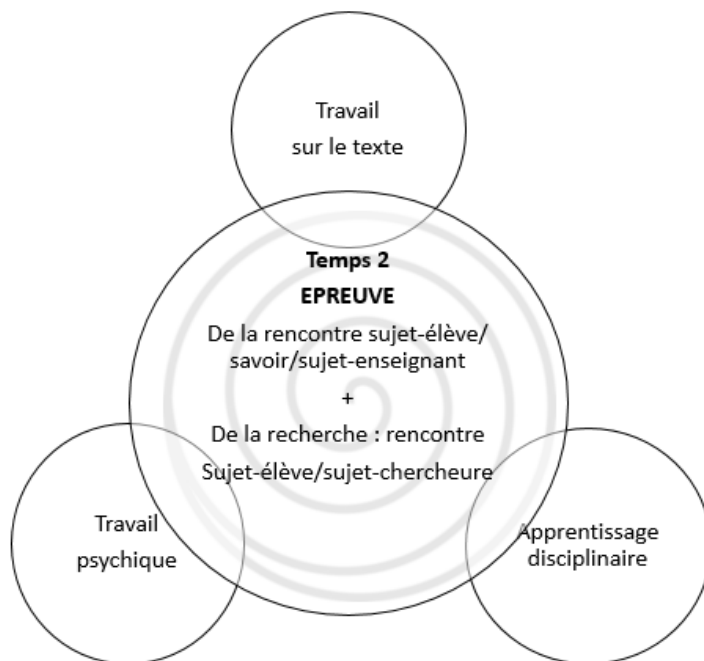 Travail
sur le texte
Temps 2
EPREUVE
De la rencontre sujet-élève/
savoir/sujet-enseignant
+
De la recherche : rencontre
Sujet-élève/sujet-chercheure
Travail
psychique
Apprentissage
disciplinaire